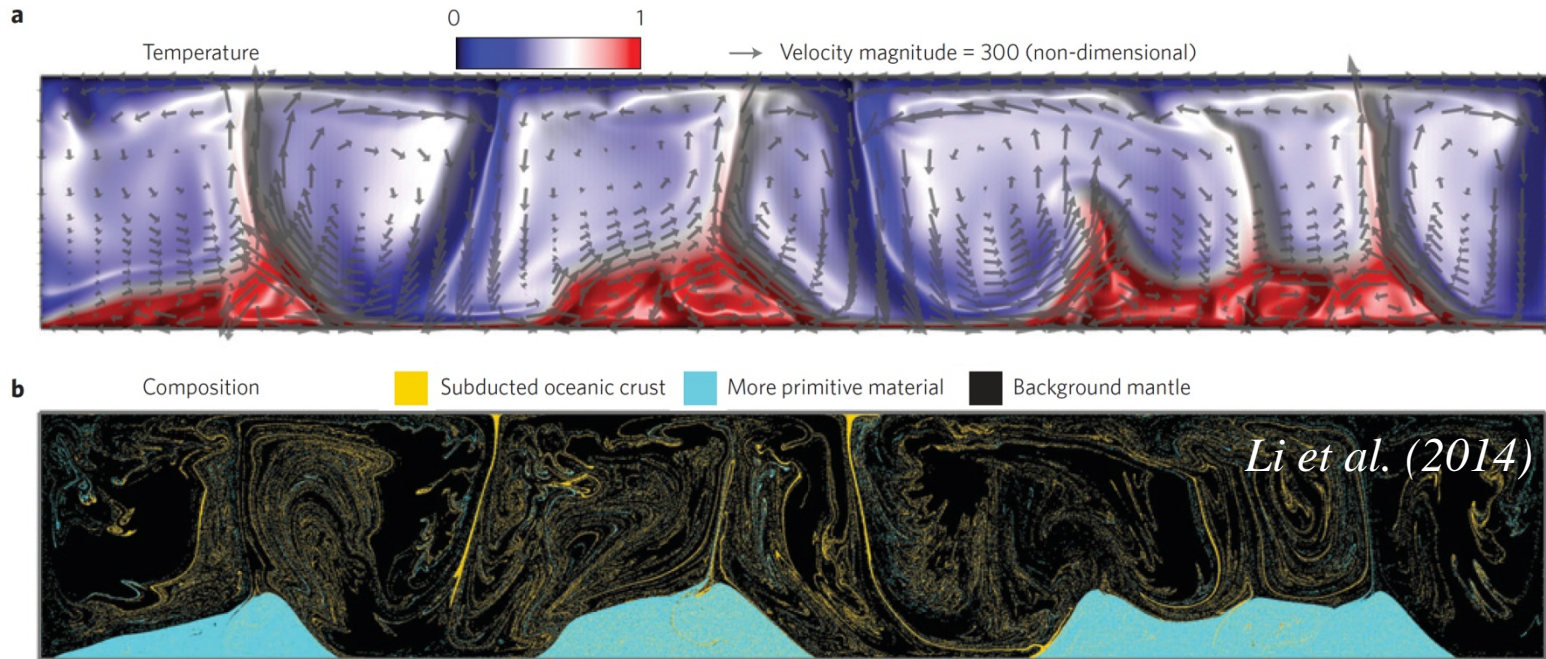 a
0 1
Temperature
Velocity magnitude = 300 (non-dimensional)
b
Composition
Subducted oceanic crust
More primitive material
Background mantle
Li et al. (2014)